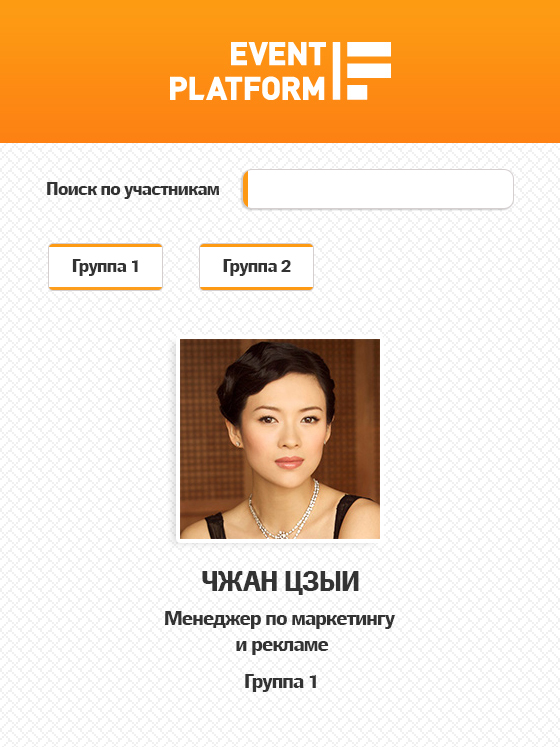 EVENT
PLATFORM
Поиск по участникам
Группа 1
Группа 2
ЧЖАН ЦЗЫИ
Менеджер по маркетингу
и рекламе
Группа 1